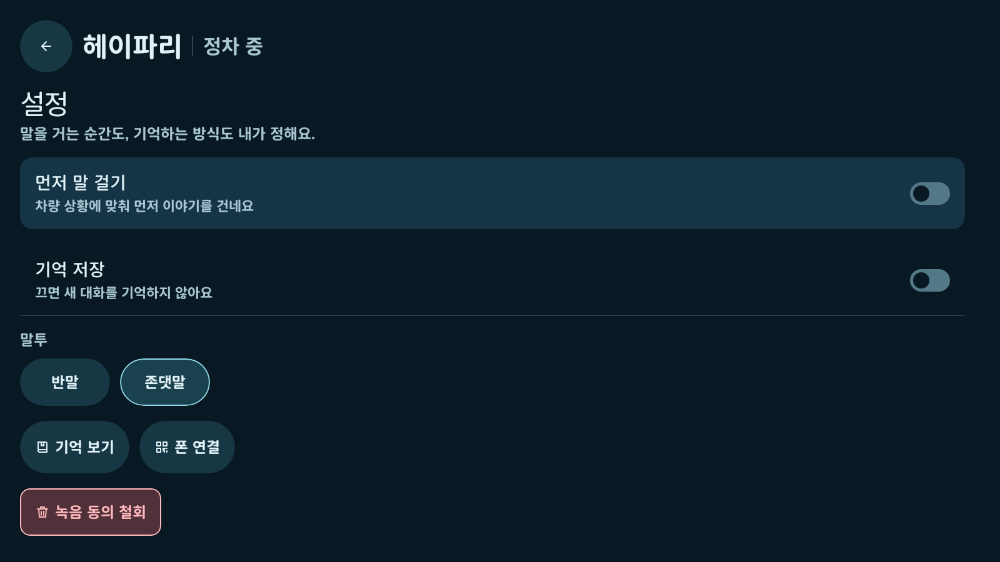 헤이파리
정차 중
설정
말을 거는 순간도, 기억하는 방식도 내가 정해요.
먼저 말 걸기
차량 상황에 맞춰 먼저 이야기를 건네요
기억 저장
끄면 새 대화를 기억하지 않아요
말투
반말
존댓말
기억 보기
폰 연결
녹음 동의 철회